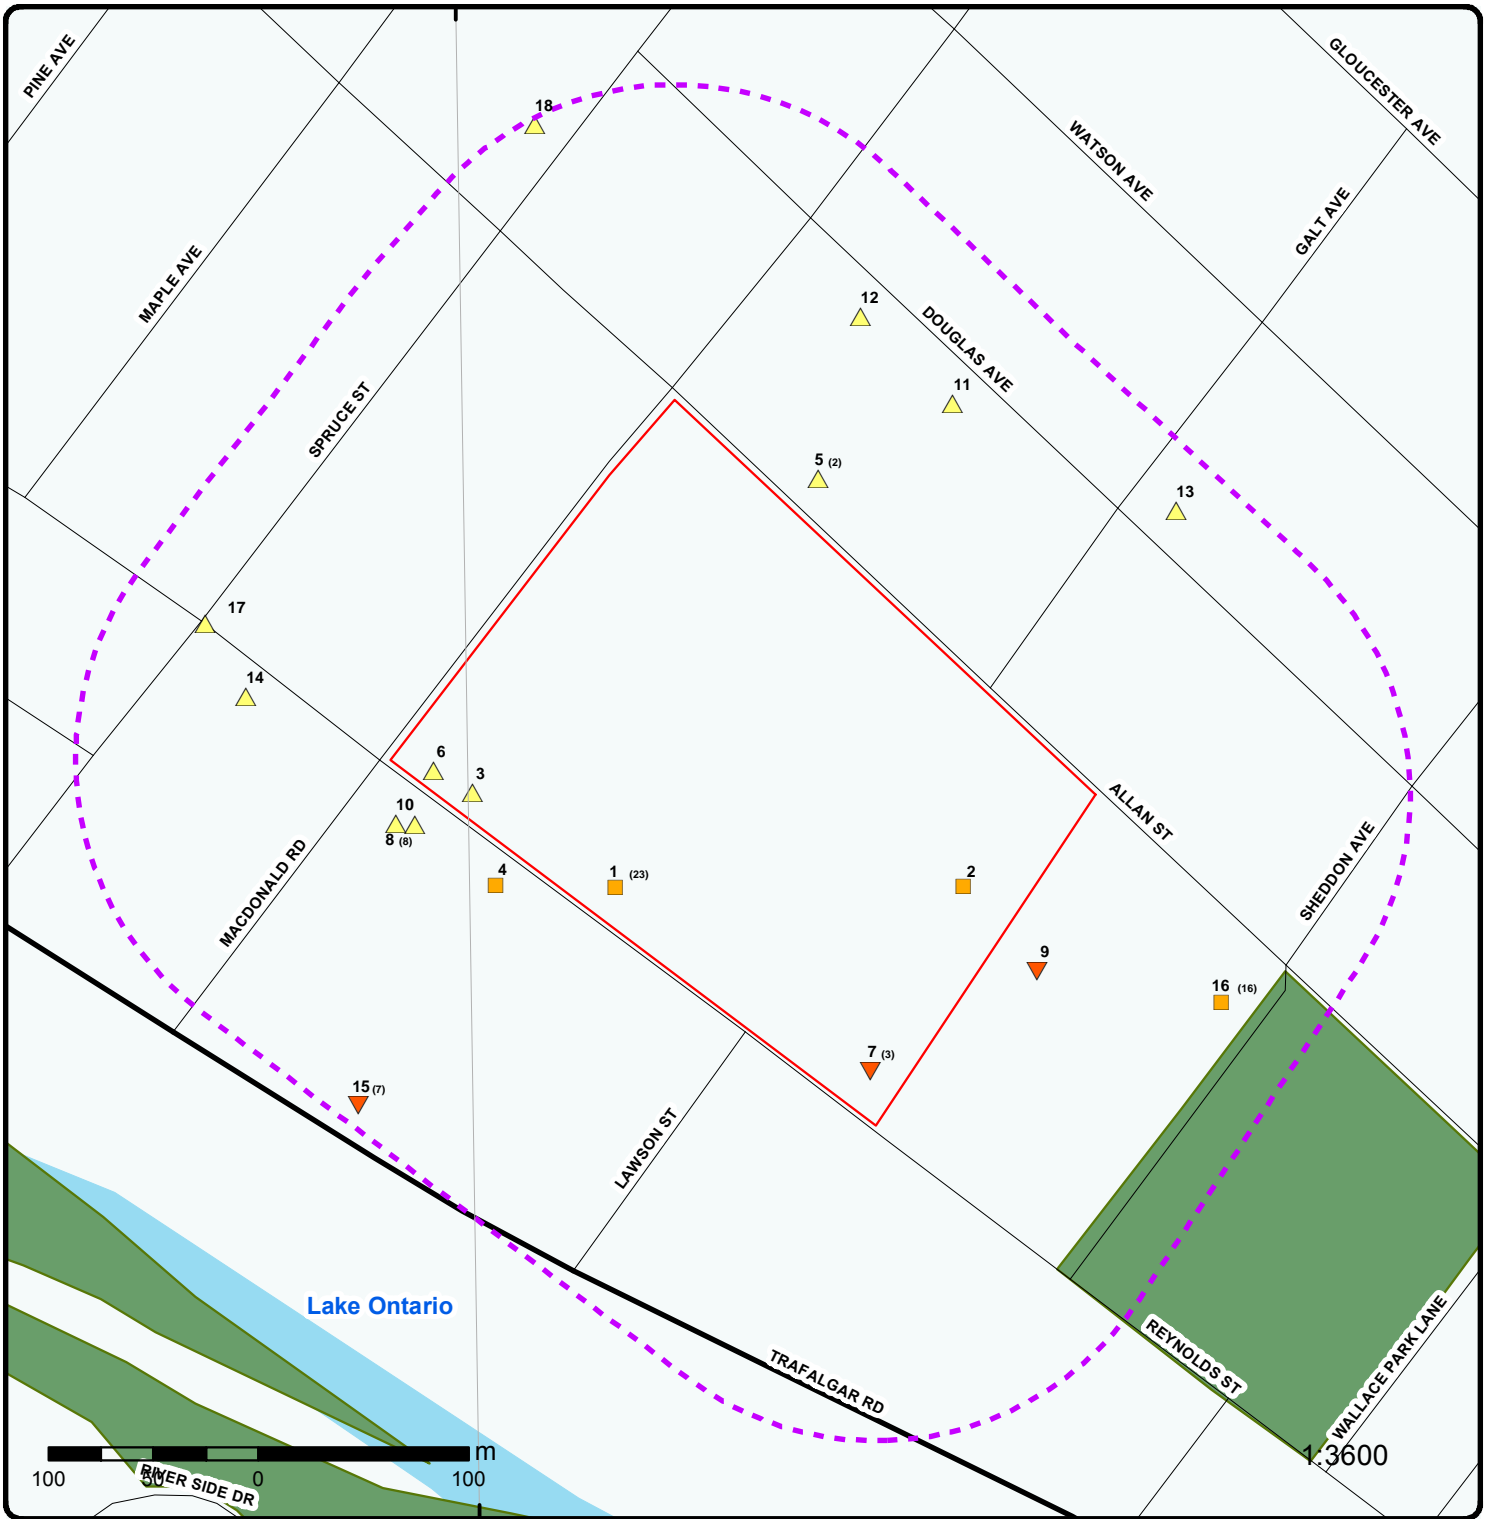 PINE AVE
GLOUCESTER AVE
18
WATSON AVE
GALT AVE
MAPLE AVE
12
DOUGLAS AVE
SPRUCE ST
11
5 (2)
13
17
14
6
3
ALLAN ST
10
8 (8)
SHEDDON AVE
MACDONALD RD
4
1 (23)
2
9
16 (16)
7 (3)
15 (7)
LAWSON ST
Lake Ontario
REYNOLDS ST
WALLACE PARK LANE
TRAFALGAR RD
m
1:3600
100 50 0 100
RIVER SIDE DR